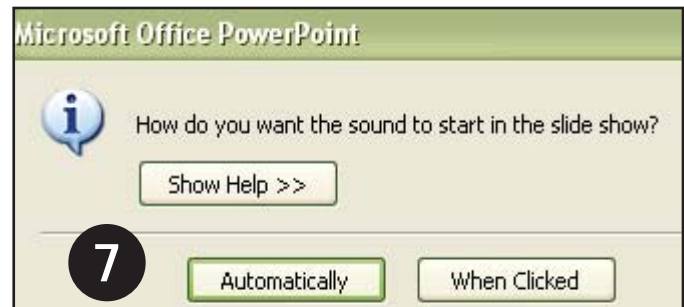 Microsoft Office PowerPoint
How do you want the sound to start in the slide show?
Show Help >>
7
Automatically
When Clicked